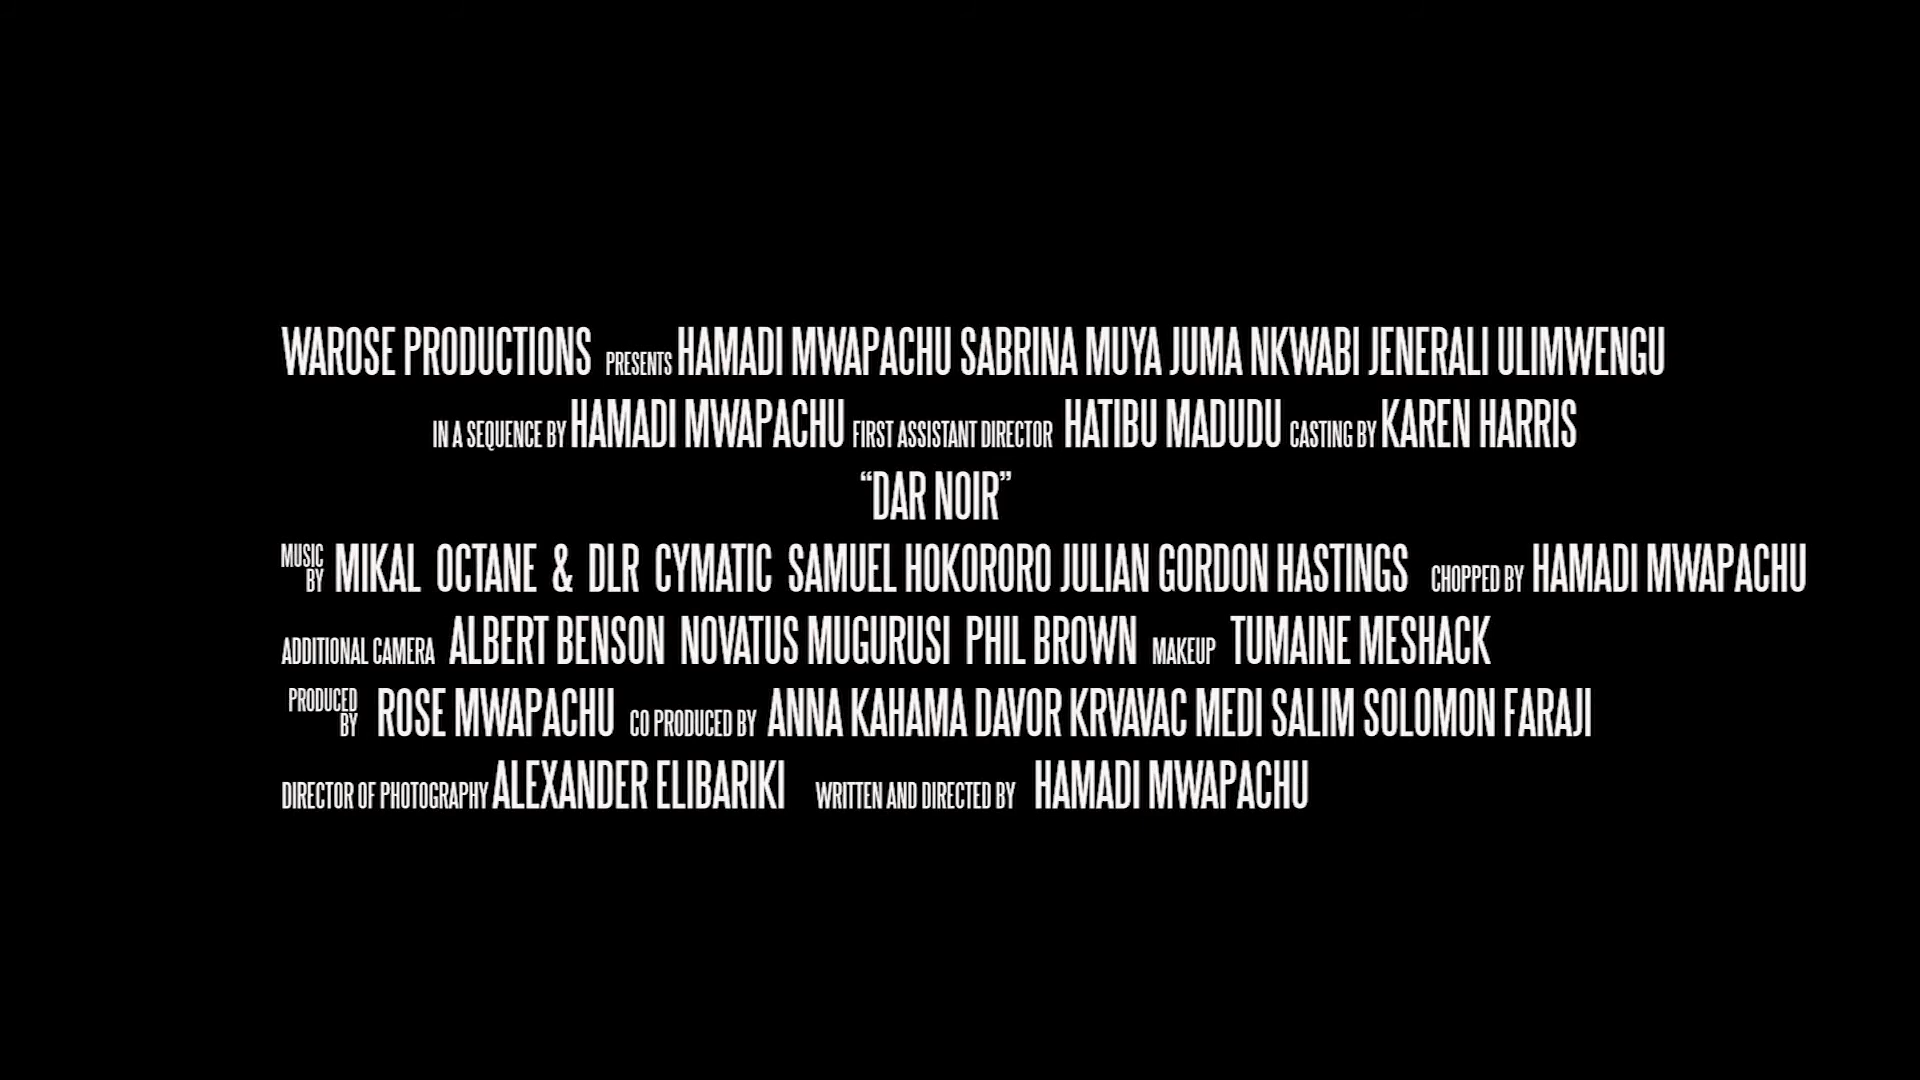 WAROSE PRODUCTIONS PRESENTS HAMADI MWAPACHU SABRINA MUYA JUMA NKWABI JENERALI ULIMWENGU
IN A SEQUENCE BY HAMADI MWAPACHU FIRST ASSISTANT DIRECTOR HATIBU MADUDU CASTING BY KAREN HARRIS
“DAR NOIR”
MUSIC BY MIKAL OCTANE & DLR CYMATIC SAMUEL HOKORORO JULIAN GORDON HASTINGS CHOPPED BY HAMADI MWAPACHU
ADDITIONAL CAMERA ALBERT BENSON NOVATUS MUGURUSI PHIL BROWN MAKEUP TUMAINE MESHACK
PRODUCED BY ROSE MWAPACHU CO PRODUCED BY ANNA KAHAMA DAVOR KRVAVAC MEDI SALIM SOLOMON FARAJI
DIRECTOR OF PHOTOGRAPHY ALEXANDER ELIBARIKI WRITTEN AND DIRECTED BY HAMADI MWAPACHU